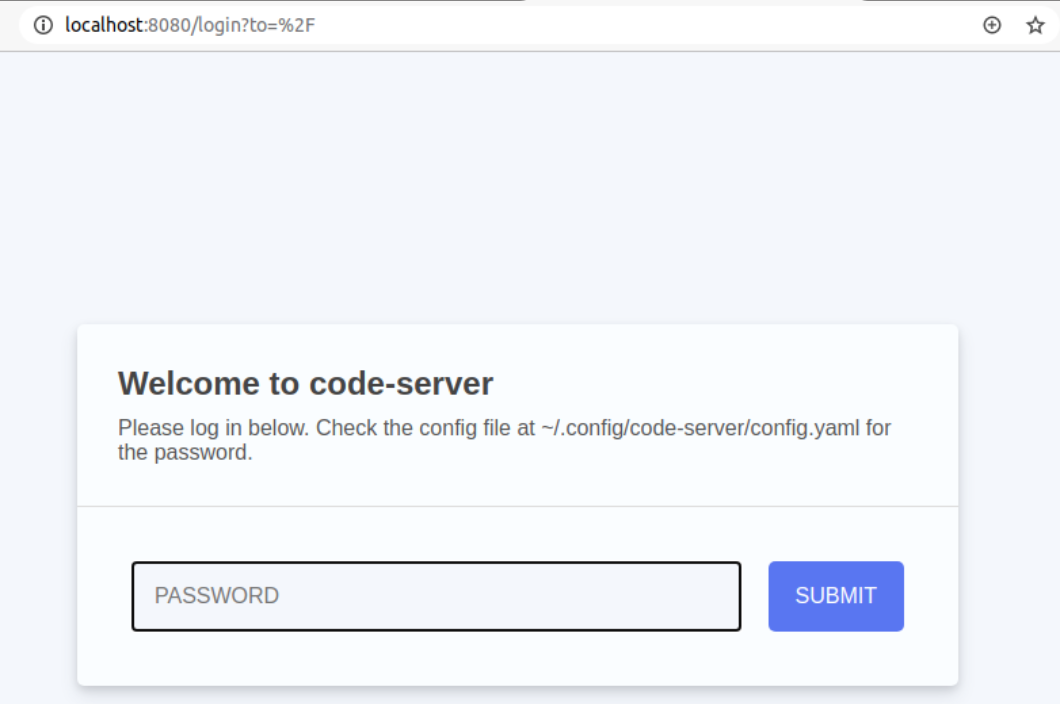 localhost:8080/login?to=%2F
Welcome to code-server
Please log in below. Check the config file at ~/.config/code-server/config.yaml for
the password.
PASSWORD
SUBMIT